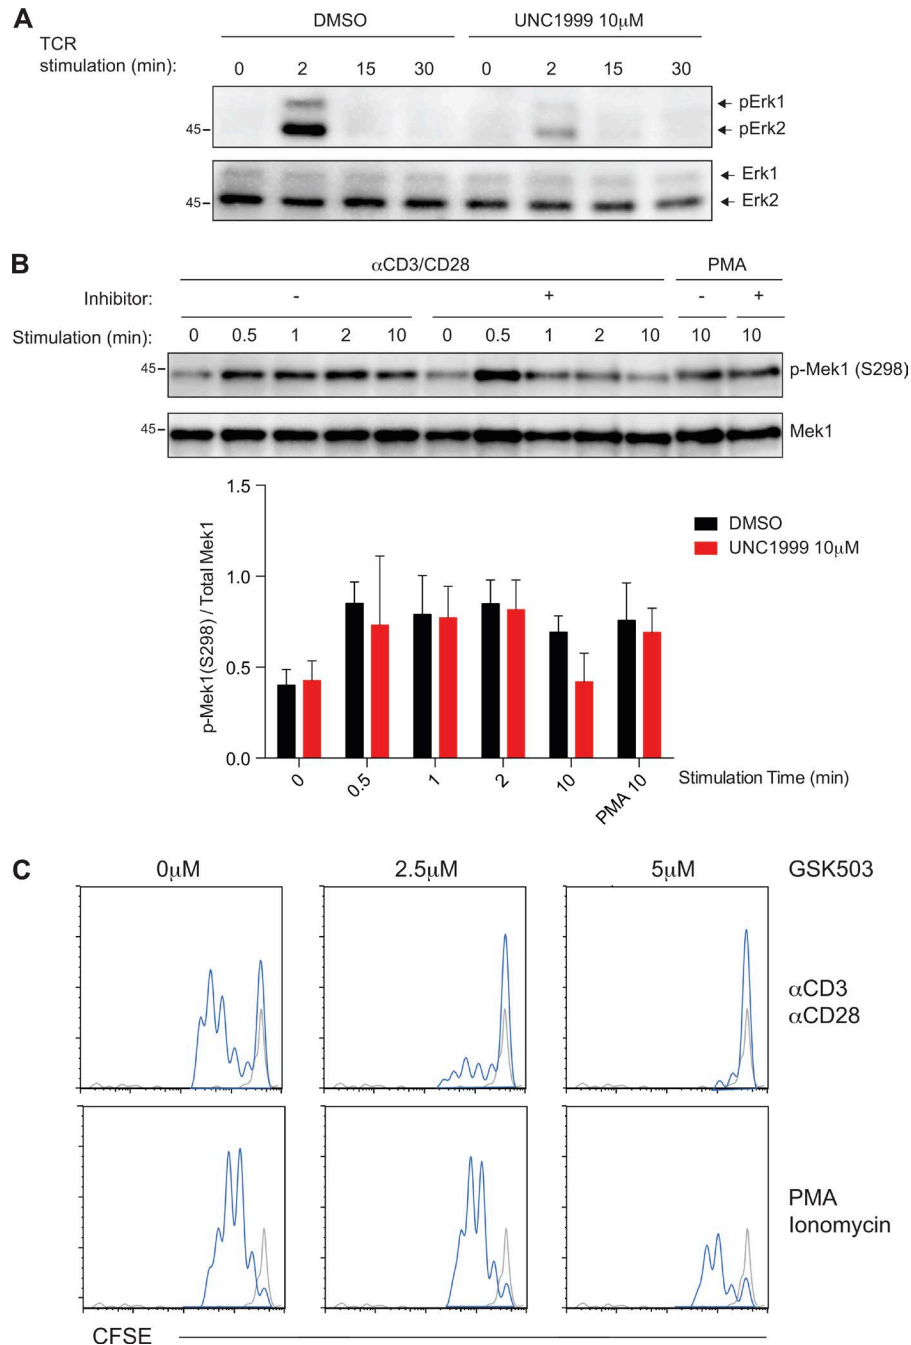 A
DMSO UNC1999 10μM
TCR
stimulation (min): 0 2 15 30 0 2 15 30
pErk1
45 pErk2
Erk1
45 Erk2
B
αCD3/CD28 PMA
Inhibitor: - + - +
Stimulation (min): 0 0.5 1 2 10 0 0.5 1 2 10 10 10
45 p-Mek1 (S298)
45 Mek1
1.5
1.0
0.5
0.0
p-Mek1(S298) / Total Mek1
DMSO
UNC1999 10μM
0 0.5 1 2 10 PMA 10
Stimulation Time (min)
C
0μM 2.5μM 5μM GSK503
αCD3
αCD28
PMA
Ionomycin
CFSE